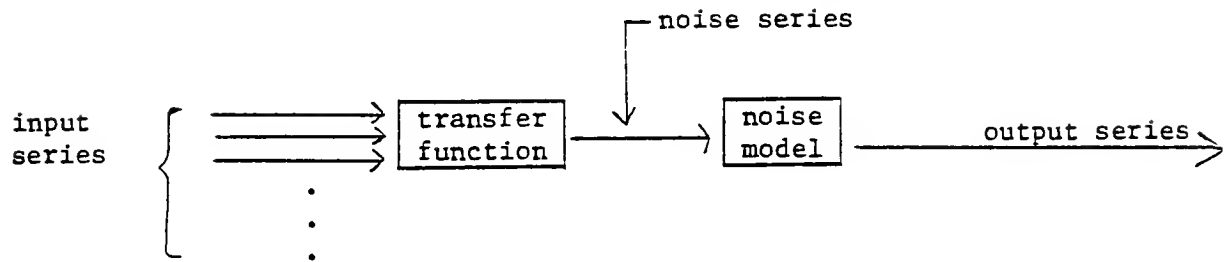 noise series
input
series
transfer
function
noise
model
output series